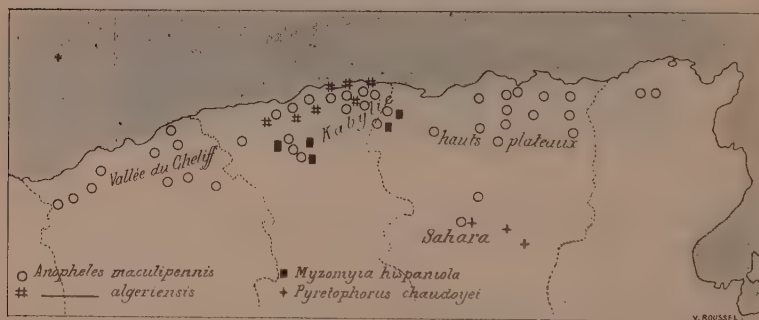 Kabylie
Vallée du Cheliff
hauts plateaux
Sahara
Anopheles maculipennis
algeriensis
Myzomyia hispaniola
Pyretophorus chaudoyei
V. ROUSSEL